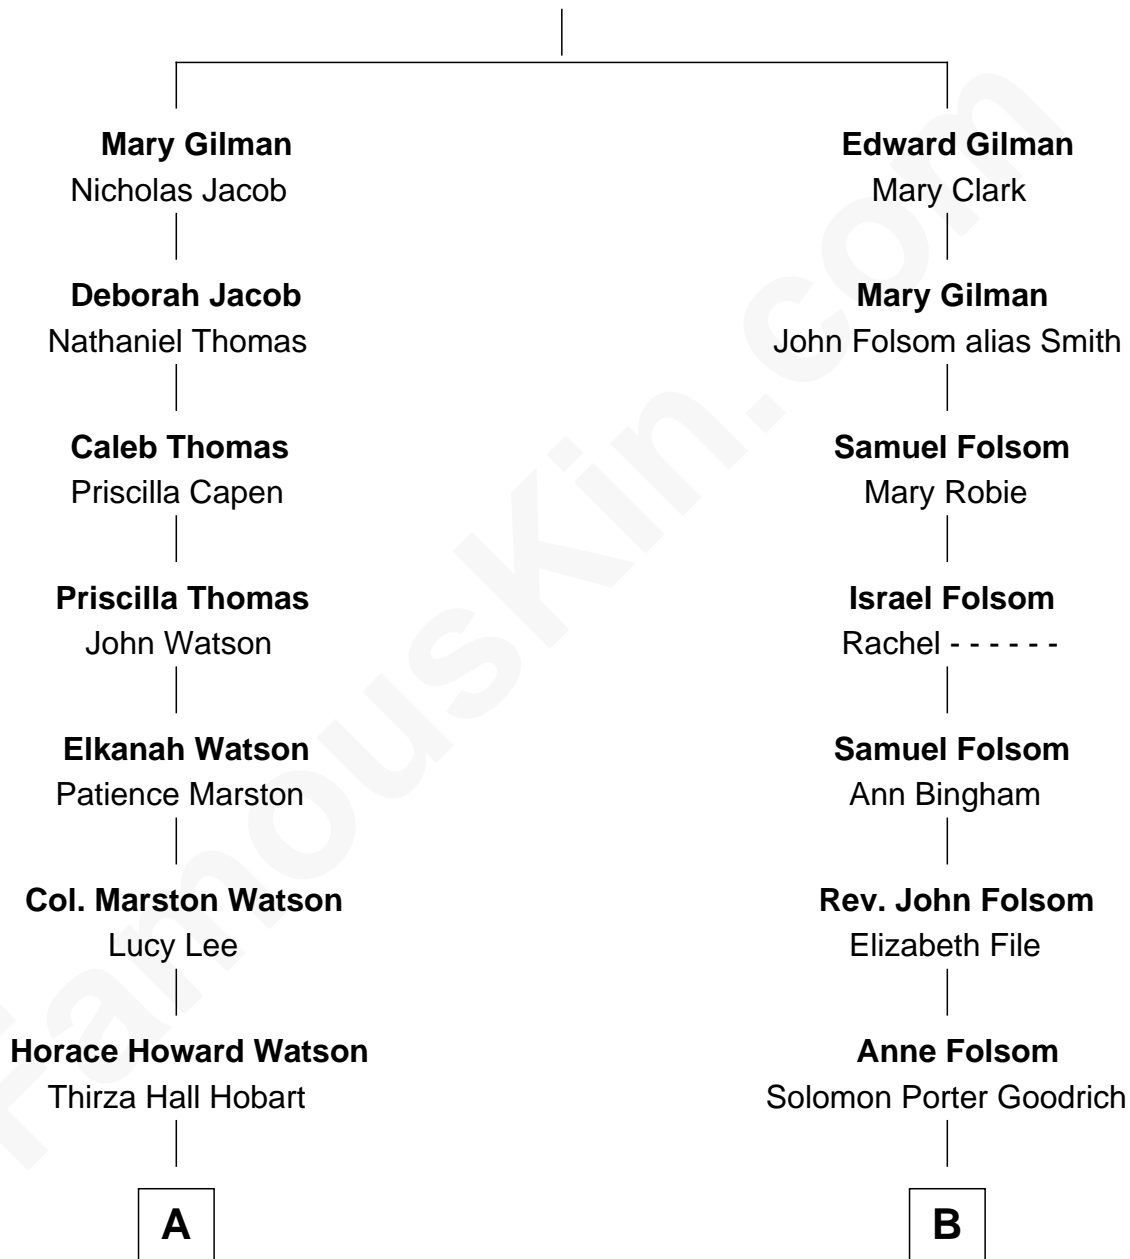 Mary Gilman
Nicholas Jacob
Deborah Jacob
Nathaniel Thomas
Caleb Thomas
Priscilla Capen
Priscilla Thomas
John Watson
Elkanah Watson
Patience Marston
Col. Marston Watson
Lucy Lee
Horace Howard Watson
Thirza Hall Hobart
A
Edward Gilman
Mary Clark
Mary Gilman
John Folsom alias Smith
Samuel Folsom
Mary Robie
Israel Folsom
Rachel - - - - - -
Samuel Folsom
Ann Bingham
Rev. John Folsom
Elizabeth File
Anne Folsom
Solomon Porter Goodrich
B
FamousKin.com